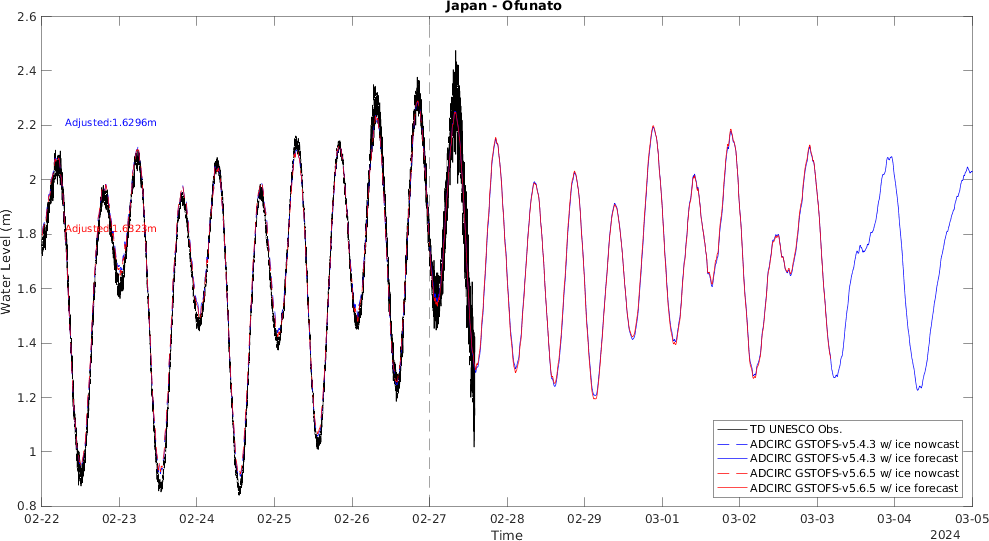 Japan - Ofunato
2.6
2.4
2.2
2
1.8
1.6
1.4
1.2
1
0.8
Water Level (m)
Adjusted:1.6296m
Adjusted:1.6323m
TD UNESCO Obs.
ADCIRC GSTOFS-v5.4.3 w/ ice nowcast
ADCIRC GSTOFS-v5.4.3 w/ ice forecast
ADCIRC GSTOFS-v5.6.5 w/ ice nowcast
ADCIRC GSTOFS-v5.6.5 w/ ice forecast
02-22 02-23 02-24 02-25 02-26 02-27 02-28 02-29 03-01 03-02 03-03 03-04 03-05
Time
2024